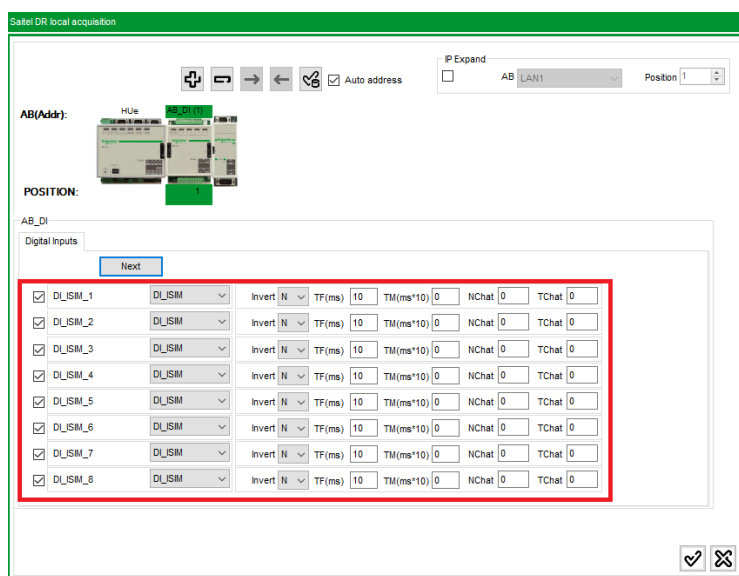 Saitel DR local acquisition
IP Expand
Auto address
AB LAN1 Position 1
AB(Addr): HUe AB_DI (1)
POSITION: 1
AB_DI
Digital Inputs
Next
DI_ISIM_1 DI_ISIM Invert N TF(ms) 10 TM(ms*10) 0 NChat 0 TChat 0
DI_ISIM_2 DI_ISIM Invert N TF(ms) 10 TM(ms*10) 0 NChat 0 TChat 0
DI_ISIM_3 DI_ISIM Invert N TF(ms) 10 TM(ms*10) 0 NChat 0 TChat 0
DI_ISIM_4 DI_ISIM Invert N TF(ms) 10 TM(ms*10) 0 NChat 0 TChat 0
DI_ISIM_5 DI_ISIM Invert N TF(ms) 10 TM(ms*10) 0 NChat 0 TChat 0
DI_ISIM_6 DI_ISIM Invert N TF(ms) 10 TM(ms*10) 0 NChat 0 TChat 0
DI_ISIM_7 DI_ISIM Invert N TF(ms) 10 TM(ms*10) 0 NChat 0 TChat 0
DI_ISIM_8 DI_ISIM Invert N TF(ms) 10 TM(ms*10) 0 NChat 0 TChat 0